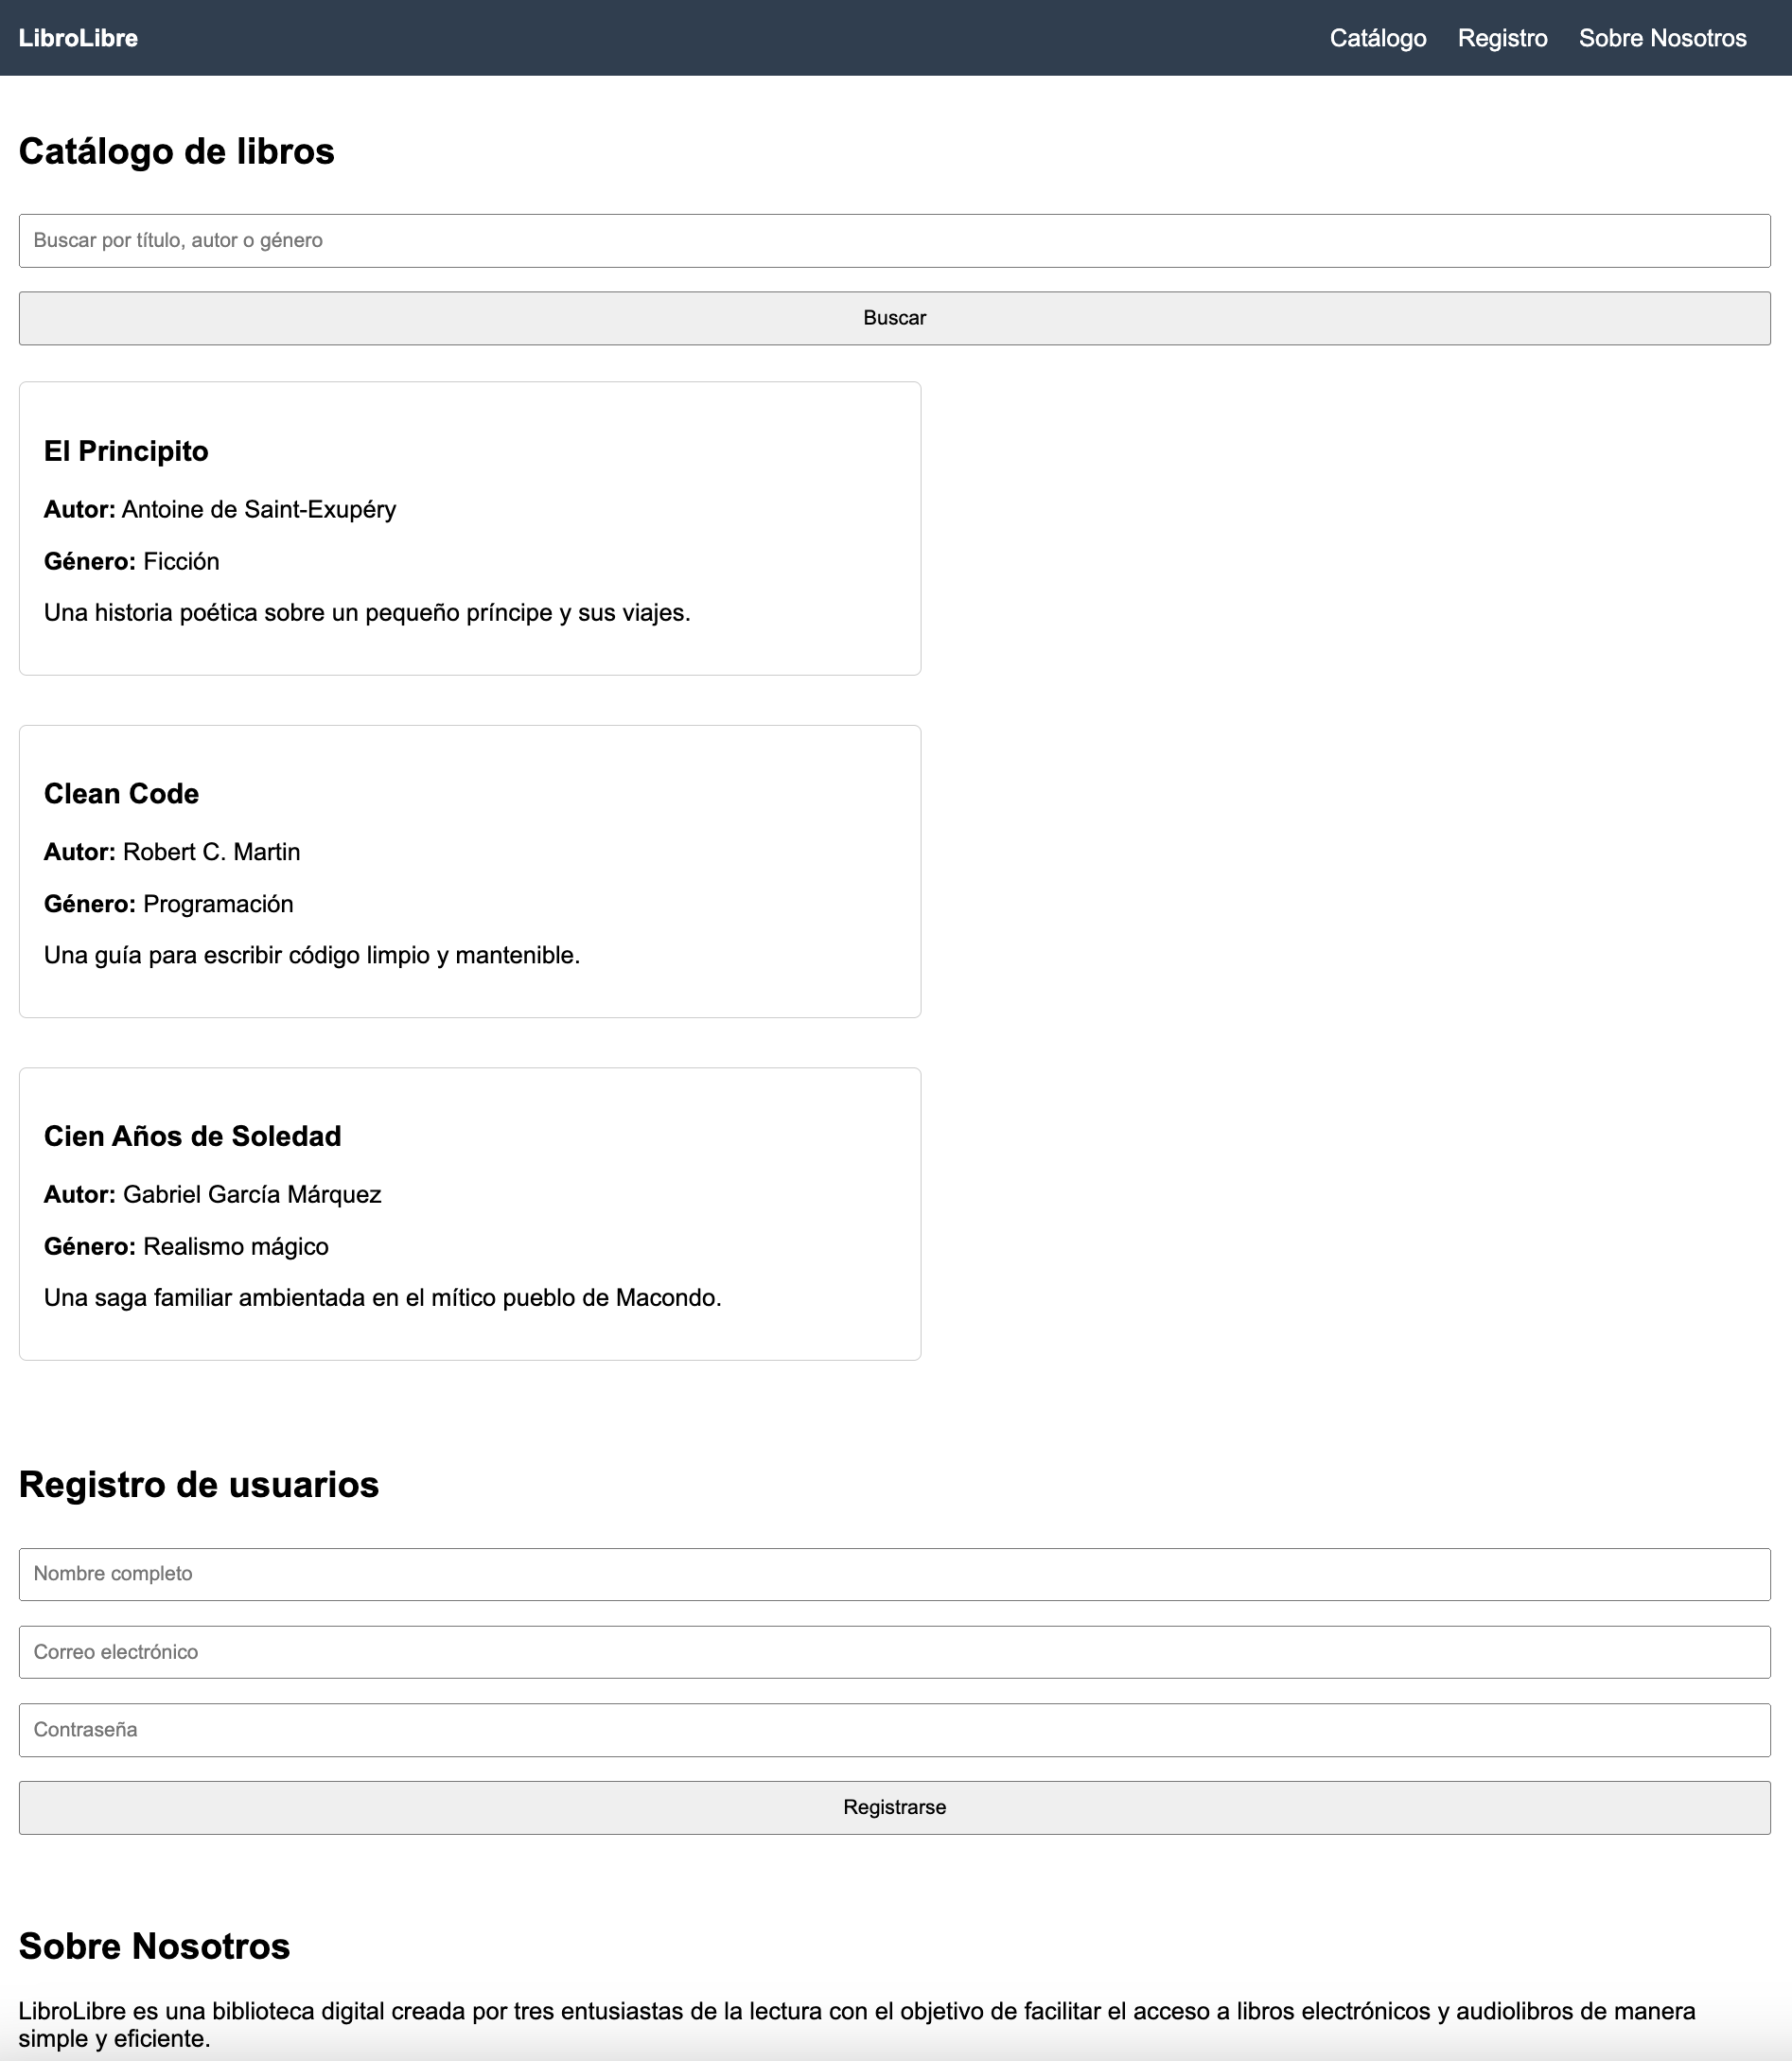 LibroLibre
Catálogo Registro Sobre Nosotros
Catálogo de libros
Buscar por título, autor o género
Buscar
El Principito
Autor: Antoine de Saint-Exupéry
Género: Ficción
Una historia poética sobre un pequeño príncipe y sus viajes.
Clean Code
Autor: Robert C. Martin
Género: Programación
Una guía para escribir código limpio y mantenible.
Cien Años de Soledad
Autor: Gabriel García Márquez
Género: Realismo mágico
Una saga familiar ambientada en el mítico pueblo de Macondo.
Registro de usuarios
Nombre completo
Correo electrónico
Contraseña
Registrarse
Sobre Nosotros
LibroLibre es una biblioteca digital creada por tres entusiastas de la lectura con el objetivo de facilitar el acceso a libros electrónicos y audiolibros de manera
simple y eficiente.